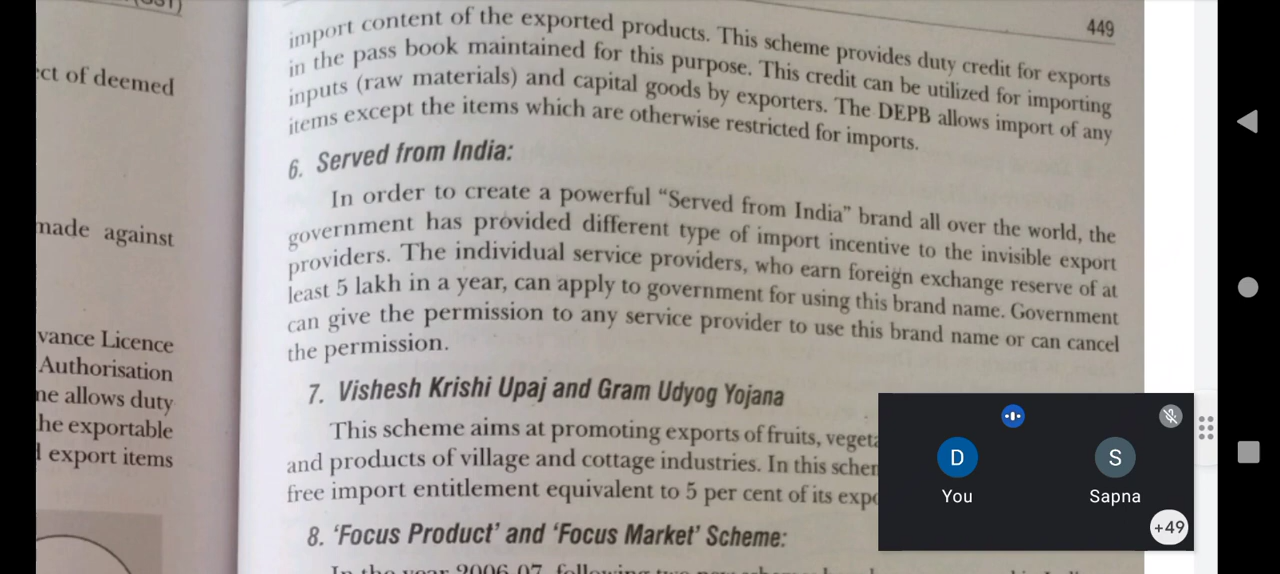 449
import content of the exported products. This scheme provides duty credit for exports
in the pass book maintained for this purpose. This credit can be utilized for importing
inputs (raw materials) and capital goods by exporters. The DEPB allows import of any
items except the items which are otherwise restricted for imports.
6. Served from India:
In order to create a powerful “Served from India” brand all over the world, the
government has provided different type of import incentive to the invisible export
providers. The individual service providers, who earn foreign exchange reserve of at
least 5 lakh in a year, can apply to government for using this brand name. Government
can give the permission to any service provider to use this brand name or can cancel
the permission.
7. Vishesh Krishi Upaj and Gram Udyog Yojana
This scheme aims at promoting exports of fruits,
and products of village and cottage industries. In this
free import entitlement equivalent to 5 per cent of its
8. ‘Focus Product’ and ‘Focus Market’ Scheme:
of deemed
made against
Licence
Authorisation
allows duty
exportable
export items
D
You
S
Sapna
+49